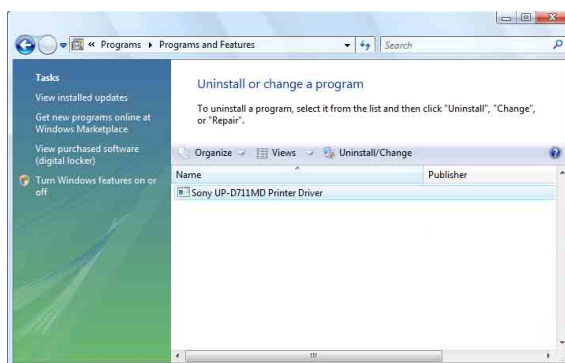 « Programs ▸ Programs and Features
Search
Tasks
View installed updates
Get new programs online at
Windows Marketplace
View purchased software
(digital locker)
Turn Windows features on or
off
Uninstall or change a program
To uninstall a program, select it from the list and then click "Uninstall", "Change",
or "Repair".
Organize Views Uninstall/Change
Name Publisher
Sony UP-D711MD Printer Driver